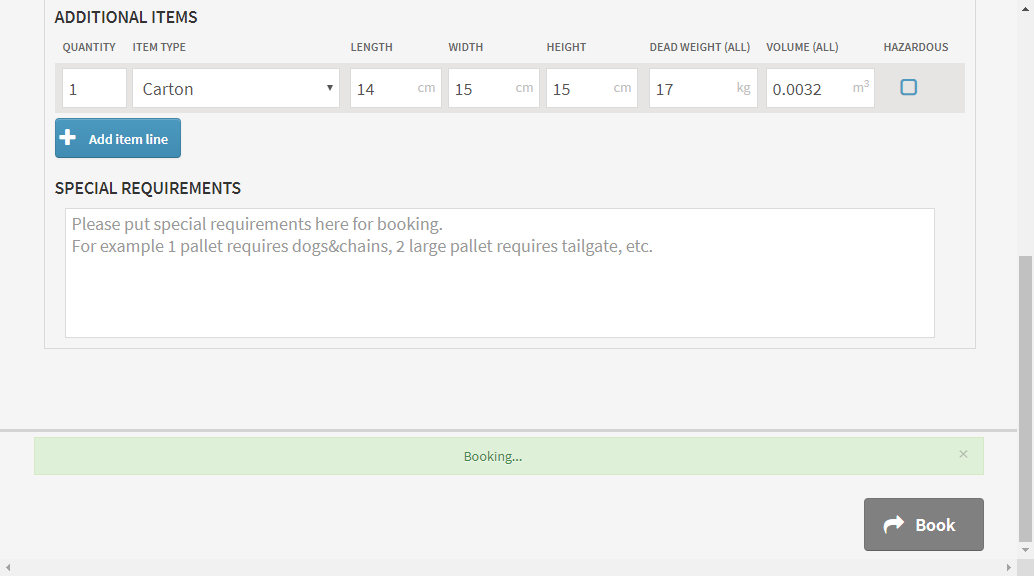 ADDITIONAL ITEMS
QUANTITY ITEM TYPE LENGTH WIDTH HEIGHT DEAD WEIGHT (ALL) VOLUME (ALL) HAZARDOUS
1 Carton 14 cm 15 cm 15 cm 17 kg 0.0032 m³
Add item line
SPECIAL REQUIREMENTS
Please put special requirements here for booking.
For example 1 pallet requires dogs&chains, 2 large pallet requires tailgate, etc.
Booking... ×
Book